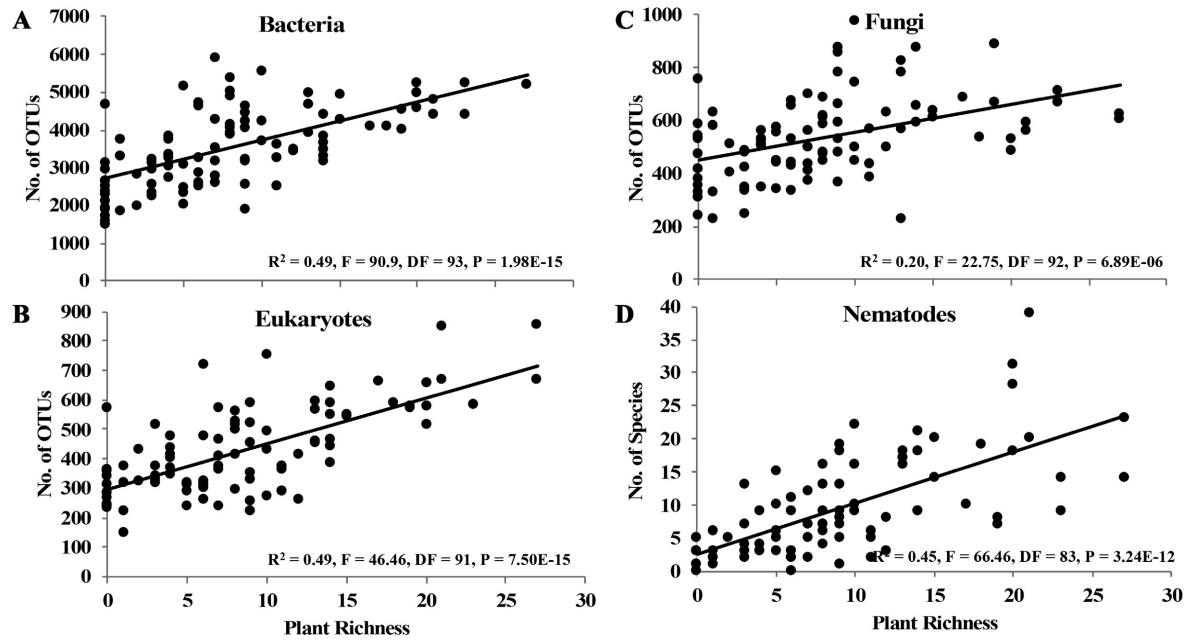 A
Bacteria
No. of OTUs
7000
6000
5000
4000
3000
2000
1000
0
R² = 0.49, F = 90.9, DF = 93, P = 1.98E-15
C
Fungi
No. of OTUs
1000
800
600
400
200
0
R² = 0.20, F = 22.75, DF = 92, P = 6.89E-06
B
Eukaryotes
No. of OTUs
900
800
700
600
500
400
300
200
100
0
R² = 0.49, F = 46.46, DF = 91, P = 7.50E-15
0 5 10 15 20 25 30
Plant Richness
D
Nematodes
No. of Species
40
35
30
25
20
15
10
5
0
R² = 0.45, F = 66.46, DF = 83, P = 3.24E-12
0 5 10 15 20 25 30
Plant Richness